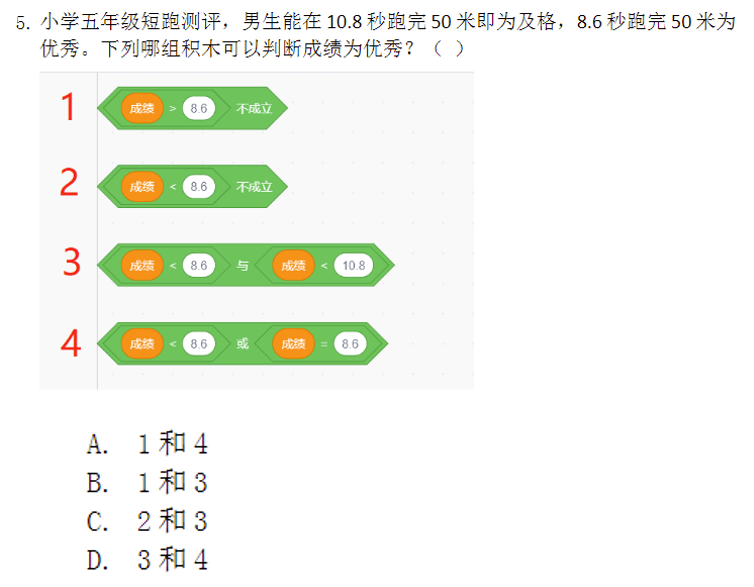 5. 小学五年级短跑测评，男生能在 10.8 秒跑完 50 米即为及格，8.6 秒跑完 50 米为
优秀。下列哪组积木可以判断成绩为优秀？（ ）
1 成绩 > 8.6 不成立
2 成绩 < 8.6 不成立
3 成绩 < 8.6 与 成绩 < 10.8
4 成绩 < 8.6 或 成绩 = 8.6
A. 1 和 4
B. 1 和 3
C. 2 和 3
D. 3 和 4